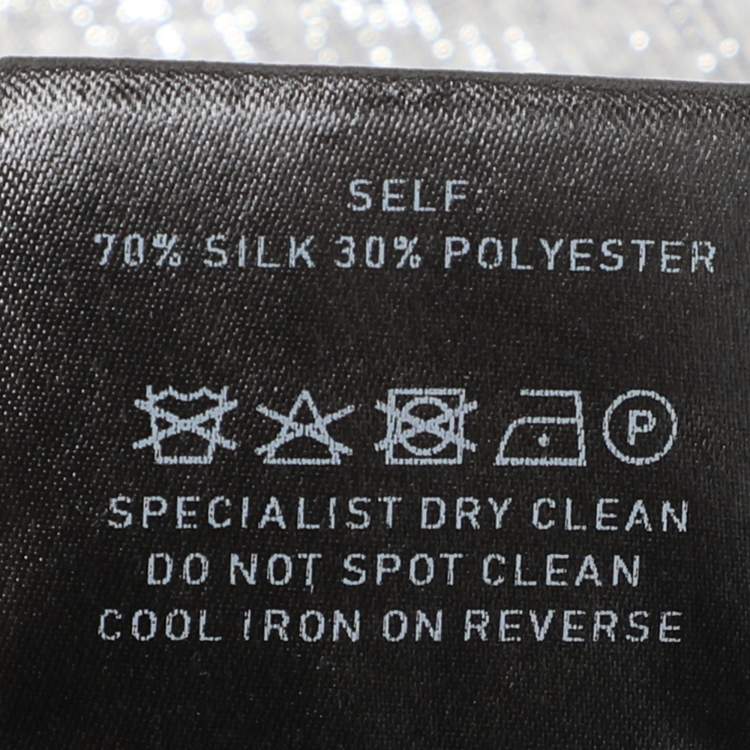 SELF:
70% SILK 30% POLYESTER
P
SPECIALIST DRY CLEAN
DO NOT SPOT CLEAN
COOL IRON ON REVERSE